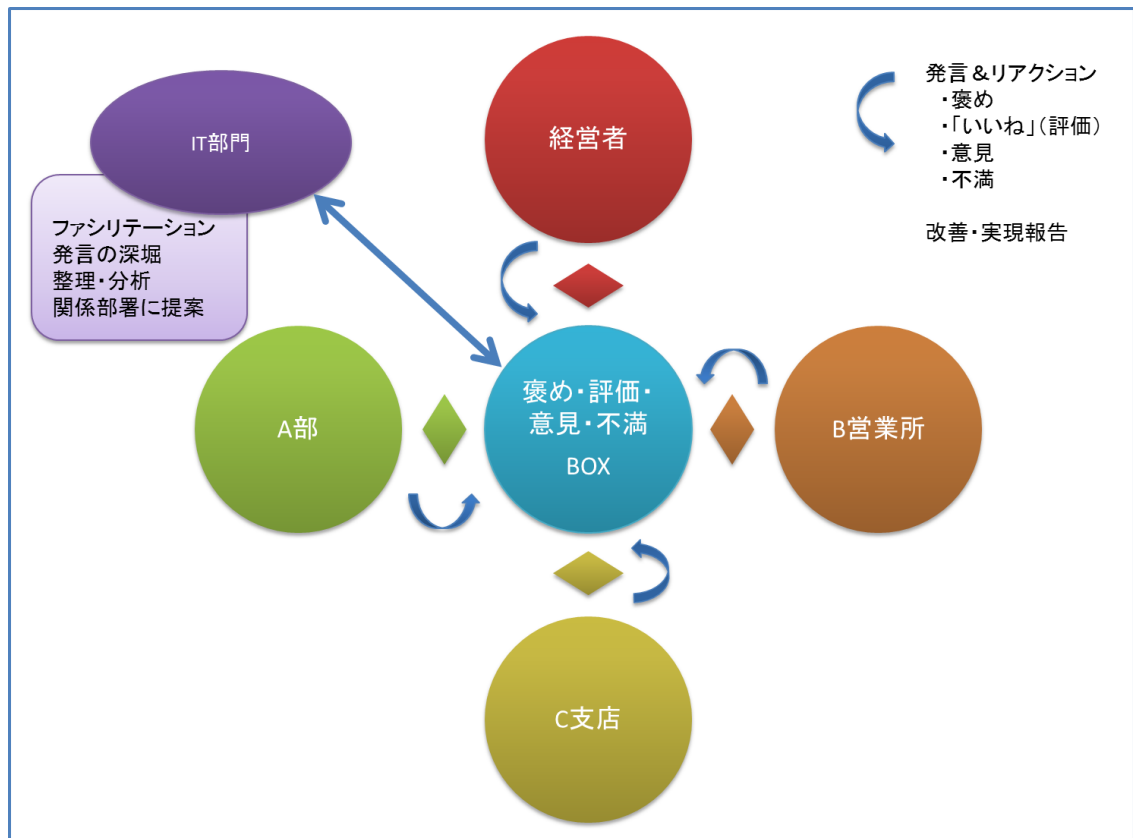 IT部門
ファシリテーション
発言の深堀
整理・分析
関係部署に提案
経営者
発言&リアクション
・褒め
・「いいね」(評価)
・意見
・不満
改善・実現報告
A部
褒め・評価・
意見・不満
BOX
B営業所
C支店